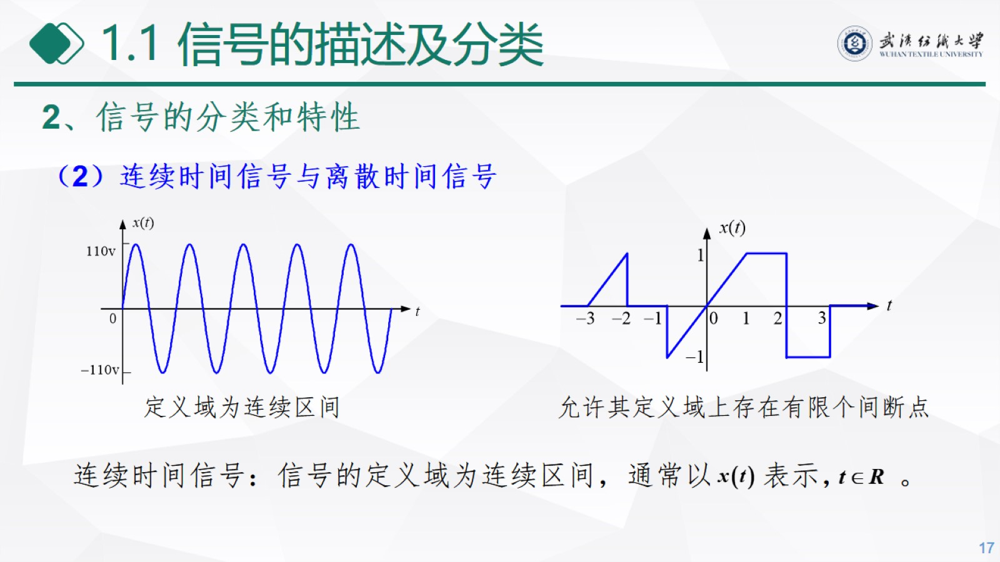 1.1 信号的描述及分类
武汉纺织大学
WUHAN TEXTILE UNIVERSITY
2、信号的分类和特性
（2）连续时间信号与离散时间信号
x(t)
110v
0
t
−110v
x(t)
1
t
−3 −2 −1 0 1 2 3
−1
定义域为连续区间
允许其定义域上存在有限个间断点
连续时间信号：信号的定义域为连续区间，通常以 x(t) 表示，t∈R 。
17